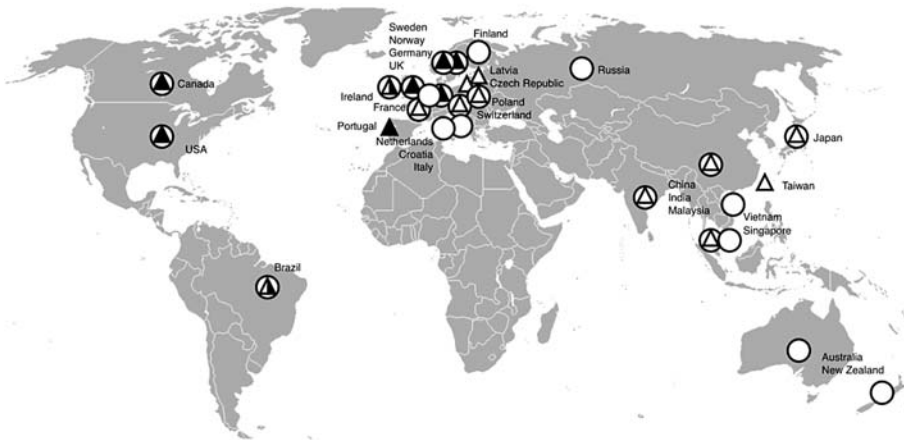 Sweden
Norway
Germany
UK
Finland
Latvia
Czech Republic
Russia
Canada
Ireland
France
Poland
Switzerland
Portugal
USA
Netherlands
Croatia
Italy
Japan
China
India
Malaysia
Taiwan
Vietnam
Singapore
Brazil
Australia
New Zealand